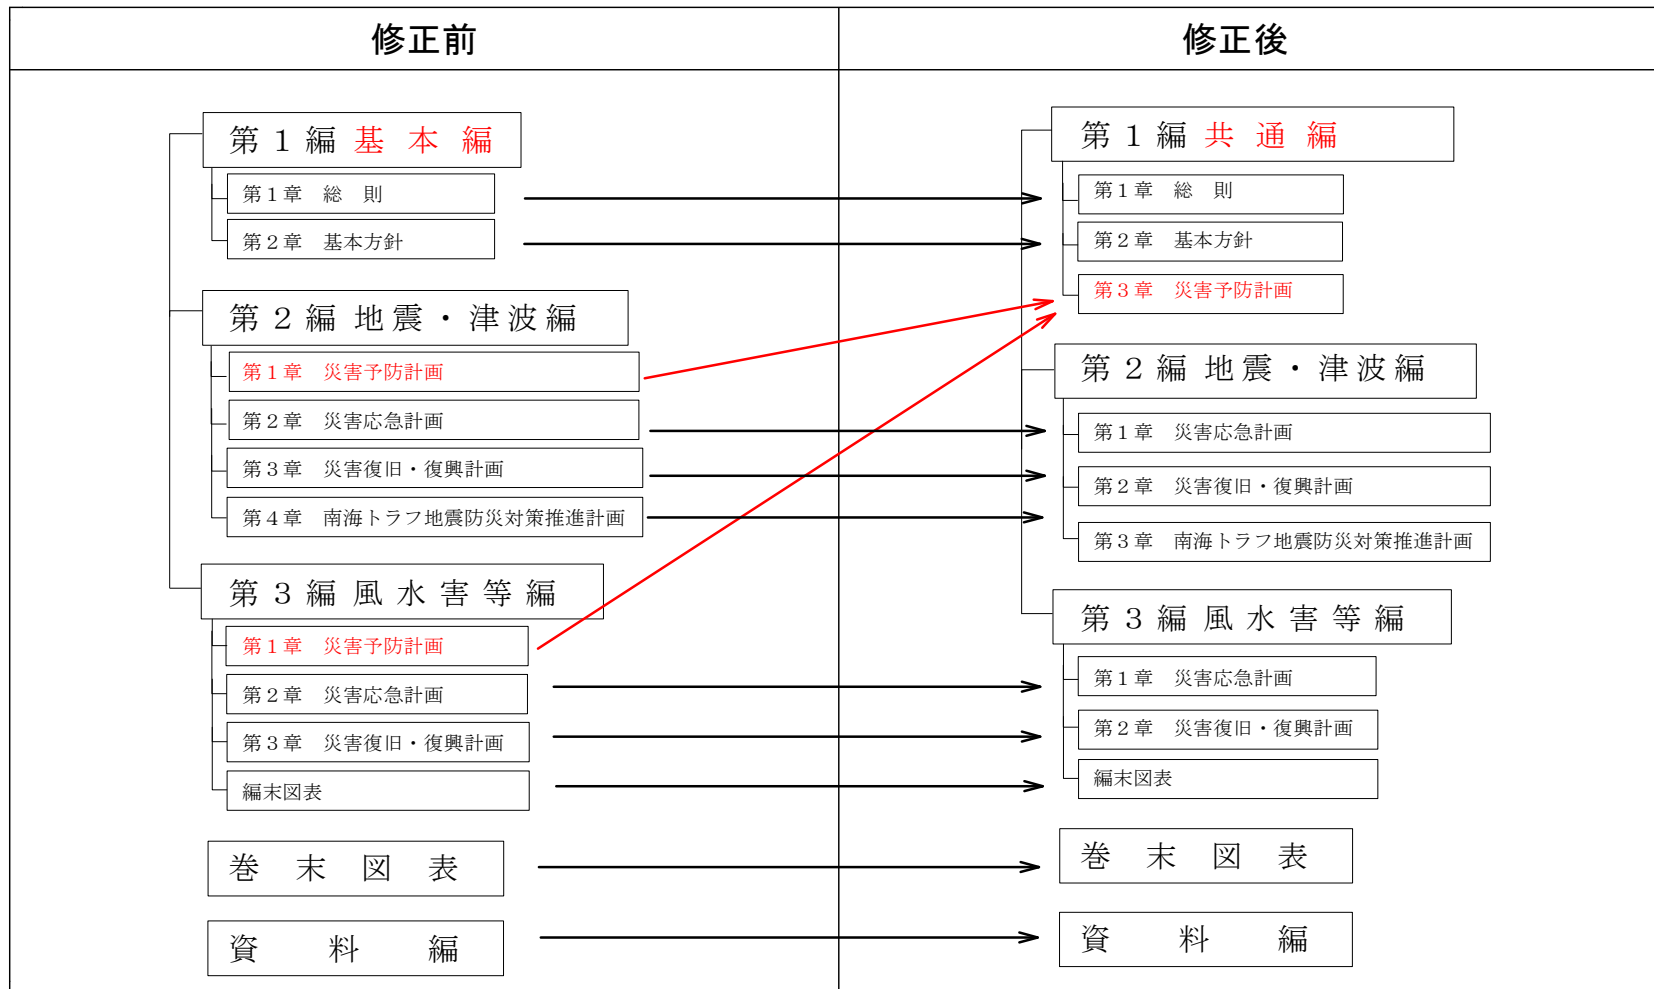 修正前
第１編 基本編
第１章　総　則
第２章　基本方針
第２編 地震・津波編
第１章　災害予防計画
第２章　災害応急計画
第３章　災害復旧・復興計画
第４章　南海トラフ地震防災対策推進計画
第３編 風水害等編
第１章　災害予防計画
第２章　災害応急計画
第３章　災害復旧・復興計画
編末図表
巻末図表
資料編
修正後
第１編 共通編
第１章　総　則
第２章　基本方針
第３章　災害予防計画
第２編 地震・津波編
第１章　災害応急計画
第２章　災害復旧・復興計画
第３章　南海トラフ地震防災対策推進計画
第３編 風水害等編
第１章　災害応急計画
第２章　災害復旧・復興計画
編末図表
巻末図表
資料編